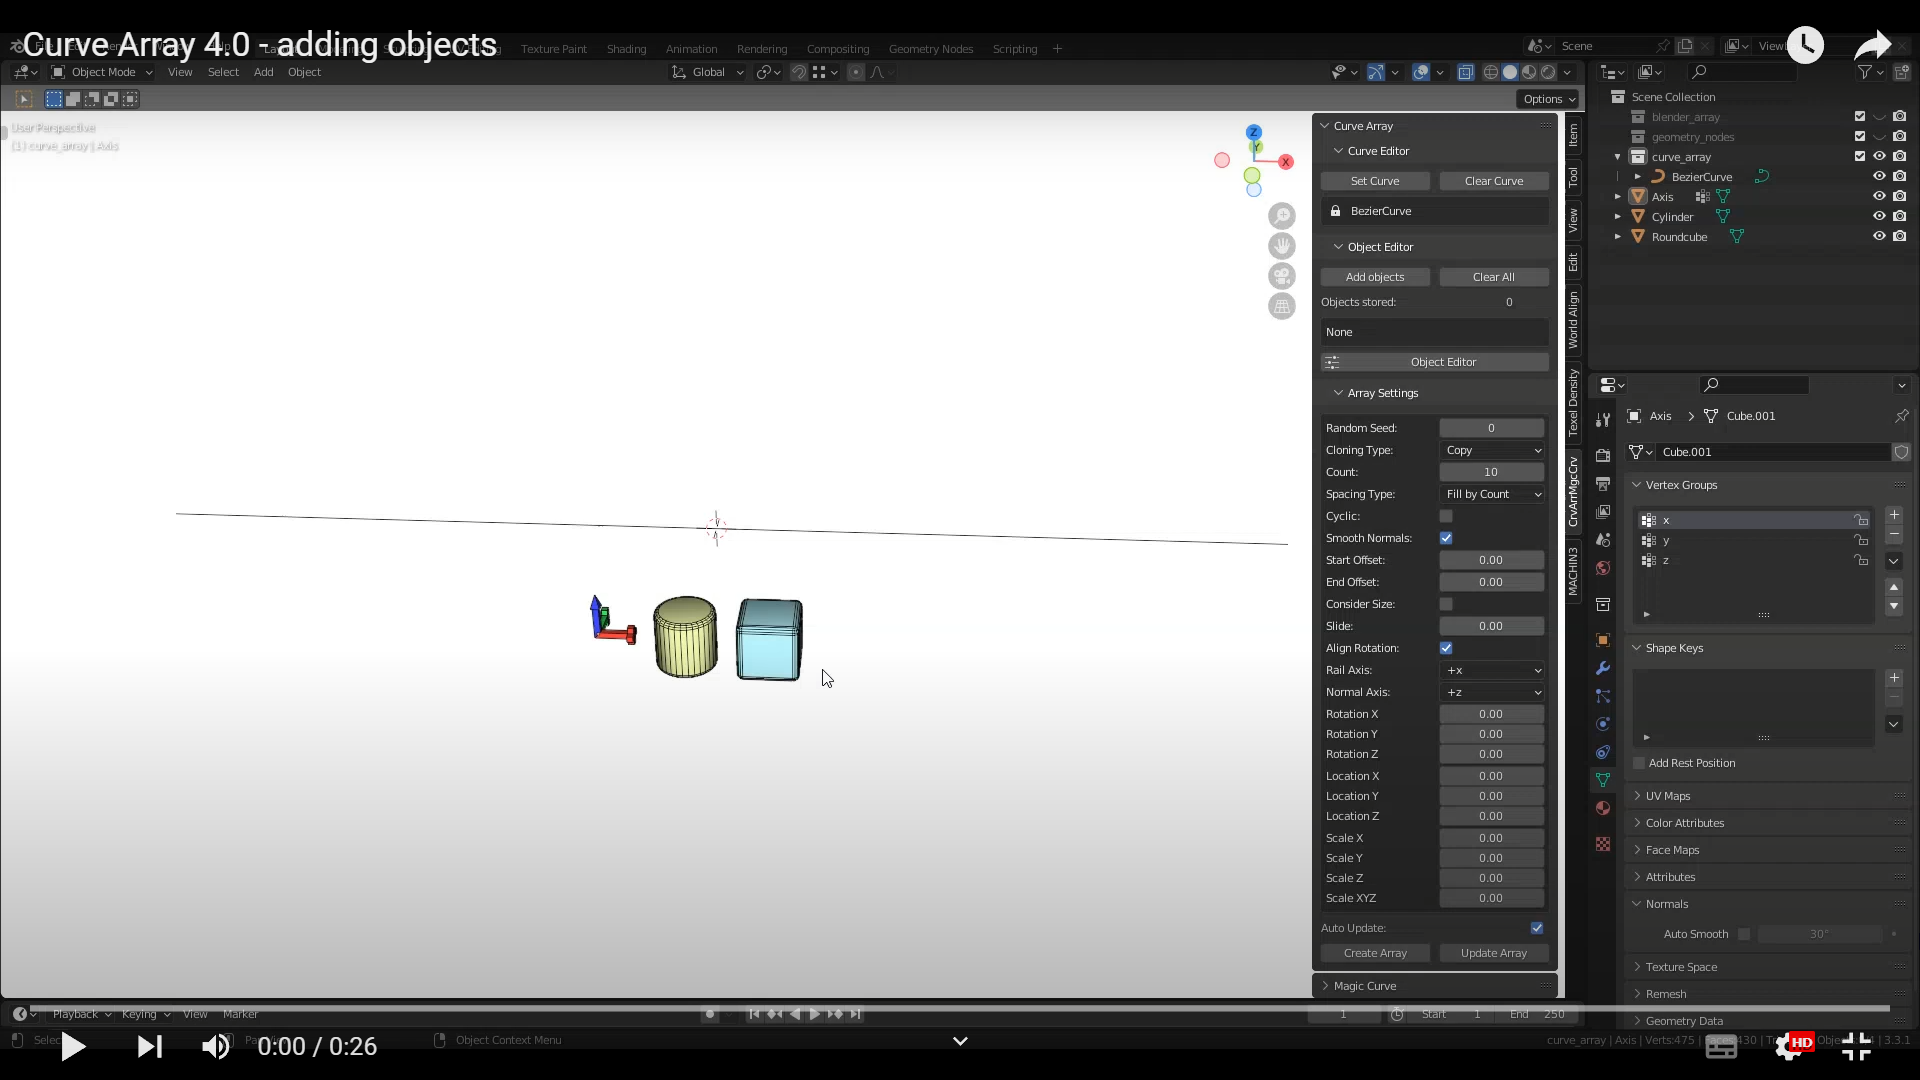 Curve Array 4.0 - adding objects
Texture Paint Shading Animation Rendering Compositing Geometry Nodes Scripting +
Scene
Object Mode View Select Add Object
Global
Options
User Perspective
(1) curve_array | Axis
Z
Y
X
Curve Array
Curve Editor
Set Curve Clear Curve
BezierCurve
Object Editor
Add objects Clear All
Objects stored: 0
None
Object Editor
Array Settings
Random Seed: 0
Cloning Type: Copy
Count: 10
Spacing Type: Fill by Count
Cyclic:
Smooth Normals:
Start Offset: 0.00
End Offset: 0.00
Consider Size:
Slide: 0.00
Align Rotation:
Rail Axis: +x
Normal Axis: +z
Rotation X 0.00
Rotation Y 0.00
Rotation Z 0.00
Location X 0.00
Location Y 0.00
Location Z 0.00
Scale X 0.00
Scale Y 0.00
Scale Z 0.00
Scale XYZ 0.00
Auto Update:
Create Array Update Array
Magic Curve
Item
Tool
View
Edit
World Align
Texel Density
CrvArrMgcCrv
MACHIN3
Scene Collection
blender_array
geometry_nodes
curve_array
BezierCurve
Axis
Cylinder
Roundcube
Axis > Cube.001
Cube.001
Vertex Groups
x
y
z
Shape Keys
Add Rest Position
UV Maps
Color Attributes
Face Maps
Attributes
Normals
Auto Smooth 30°
Texture Space
Remesh
Geometry Data
Playback Keying View Marker
1 Start 1 End 250
0:00 / 0:26
Object Context Menu
curve_array | Axis | Verts:475
3.3.1
HD